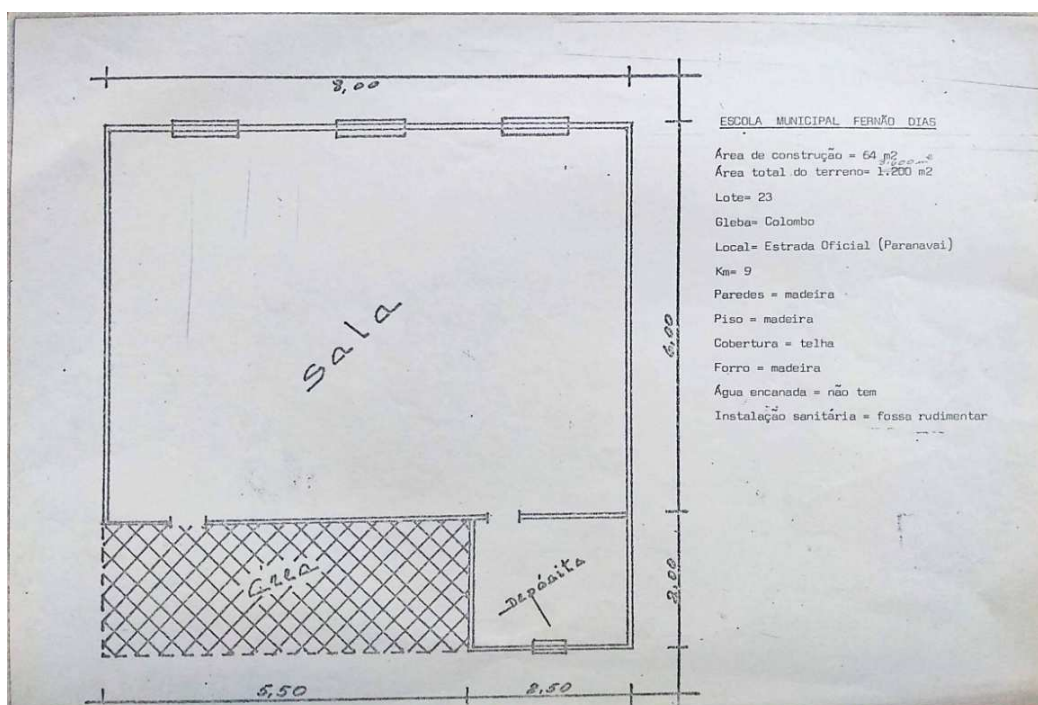 8,00
ESCOLA MUNICIPAL FERNÃO DIAS
Área de construção = 64 m2
Área total do terreno= 1.200 m2
Lote= 23
Gleba= Colombo
Local= Estrada Oficial (Paranavai)
Km= 9
Paredes = madeira
Piso = madeira
Cobertura = telha
Forro = madeira
Água encanada = não tem
Instalação sanitária = fossa rudimentar
Sala
6,00
Área
Depósito
2,00
5,50
2,50